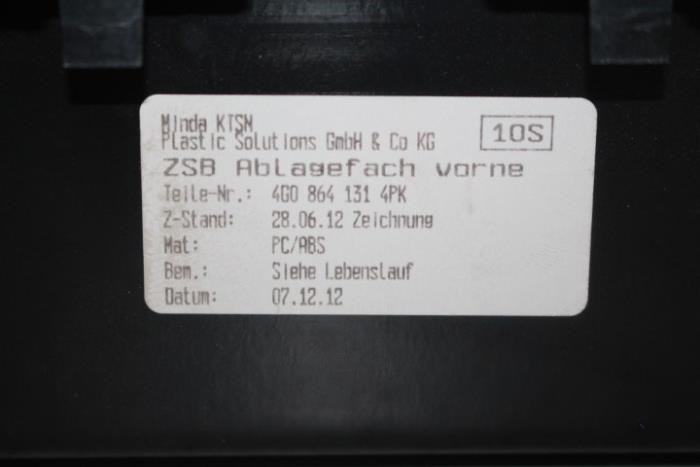 Minda KTSN
Plastic Solutions GmbH & Co KG
10S
ZSB Ablagefach vorne
Teile-Nr.: 4G0 864 131 4PK
Z-Stand: 28.06.12 Zeichnung
Mat: PC/ABS
Bem.: Siehe Lebenslauf
Datum: 07.12.12